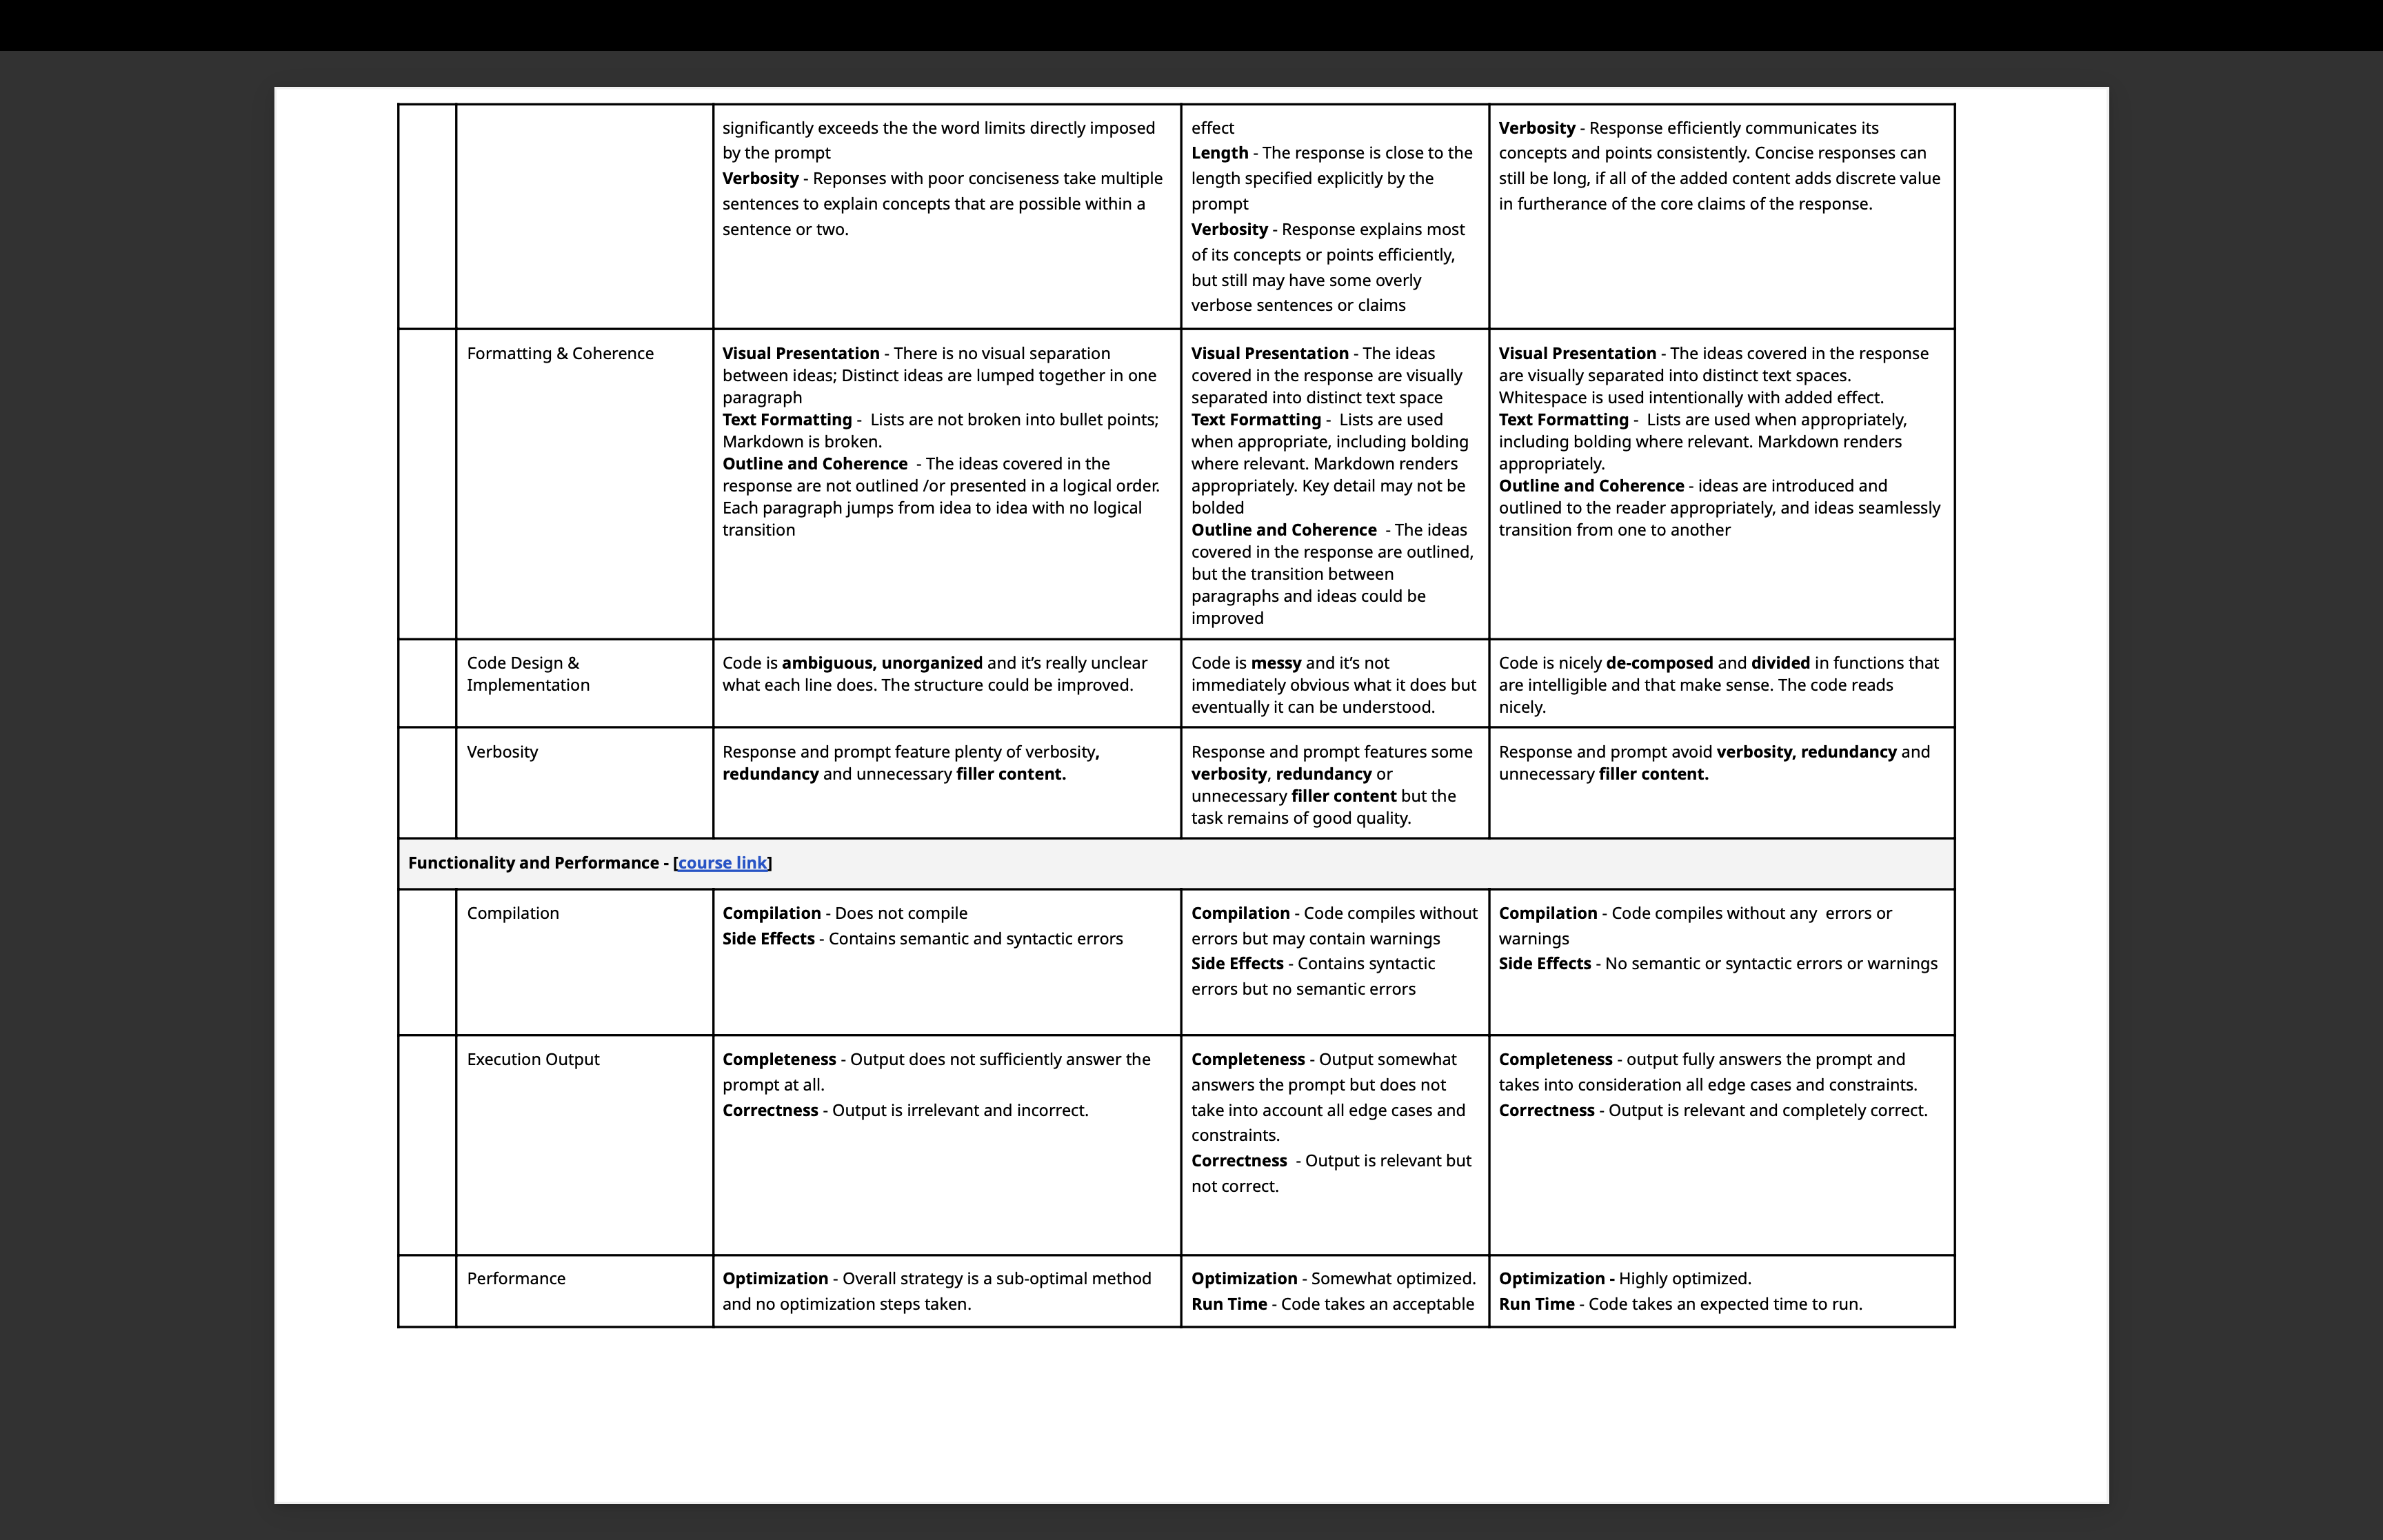 significantly exceeds the the word limits directly imposed
by the prompt
Verbosity - Reponses with poor conciseness take multiple
sentences to explain concepts that are possible within a
sentence or two.
effect
Length - The response is close to the
length specified explicitly by the
prompt
Verbosity - Response explains most
of its concepts or points efficiently,
but still may have some overly
verbose sentences or claims
Verbosity - Response efficiently communicates its
concepts and points consistently. Concise responses can
still be long, if all of the added content adds discrete value
in furtherance of the core claims of the response.
Formatting & Coherence
Visual Presentation - There is no visual separation
between ideas; Distinct ideas are lumped together in one
paragraph
Text Formatting - Lists are not broken into bullet points;
Markdown is broken.
Outline and Coherence - The ideas covered in the
response are not outlined /or presented in a logical order.
Each paragraph jumps from idea to idea with no logical
transition
Visual Presentation - The ideas
covered in the response are visually
separated into distinct text space
Text Formatting - Lists are used
when appropriate, including bolding
where relevant. Markdown renders
appropriately. Key detail may not be
bolded
Outline and Coherence - The ideas
covered in the response are outlined,
but the transition between
paragraphs and ideas could be
improved
Visual Presentation - The ideas covered in the response
are visually separated into distinct text spaces.
Whitespace is used intentionally with added effect.
Text Formatting - Lists are used when appropriately,
including bolding where relevant. Markdown renders
appropriately.
Outline and Coherence - ideas are introduced and
outlined to the reader appropriately, and ideas seamlessly
transition from one to another
Code Design &
Implementation
Code is ambiguous, unorganized and it's really unclear
what each line does. The structure could be improved.
Code is messy and it's not
immediately obvious what it does but
eventually it can be understood.
Code is nicely de-composed and divided in functions that
are intelligible and that make sense. The code reads
nicely.
Verbosity
Response and prompt feature plenty of verbosity,
redundancy and unnecessary filler content.
Response and prompt features some
verbosity, redundancy or
unnecessary filler content but the
task remains of good quality.
Response and prompt avoid verbosity, redundancy and
unnecessary filler content.
Functionality and Performance - [course link]
Compilation
Compilation - Does not compile
Side Effects - Contains semantic and syntactic errors
Compilation - Code compiles without
errors but may contain warnings
Side Effects - Contains syntactic
errors but no semantic errors
Compilation - Code compiles without any errors or
warnings
Side Effects - No semantic or syntactic errors or warnings
Execution Output
Completeness - Output does not sufficiently answer the
prompt at all.
Correctness - Output is irrelevant and incorrect.
Completeness - Output somewhat
answers the prompt but does not
take into account all edge cases and
constraints.
Correctness - Output is relevant but
not correct.
Completeness - output fully answers the prompt and
takes into consideration all edge cases and constraints.
Correctness - Output is relevant and completely correct.
Performance
Optimization - Overall strategy is a sub-optimal method
and no optimization steps taken.
Optimization - Somewhat optimized.
Run Time - Code takes an acceptable
Optimization - Highly optimized.
Run Time - Code takes an expected time to run.